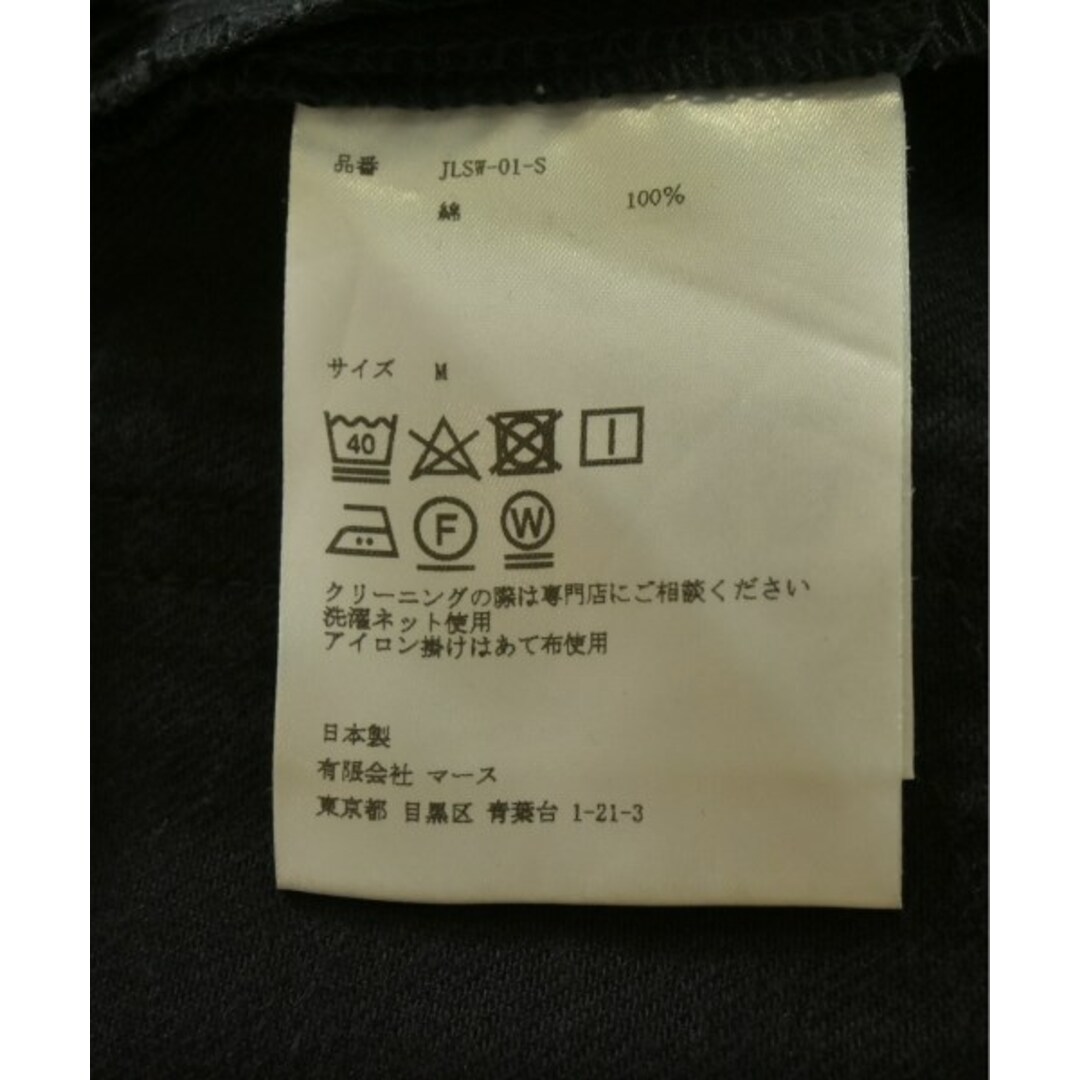 品番 JLSW-01-S
綿 100%
サイズ M
40
F W
クリーニングの際は専門店にご相談ください
洗濯ネット使用
アイロン掛けはあて布使用
日本製
有限会社 マース
東京都 目黒区 青葉台 1-21-3